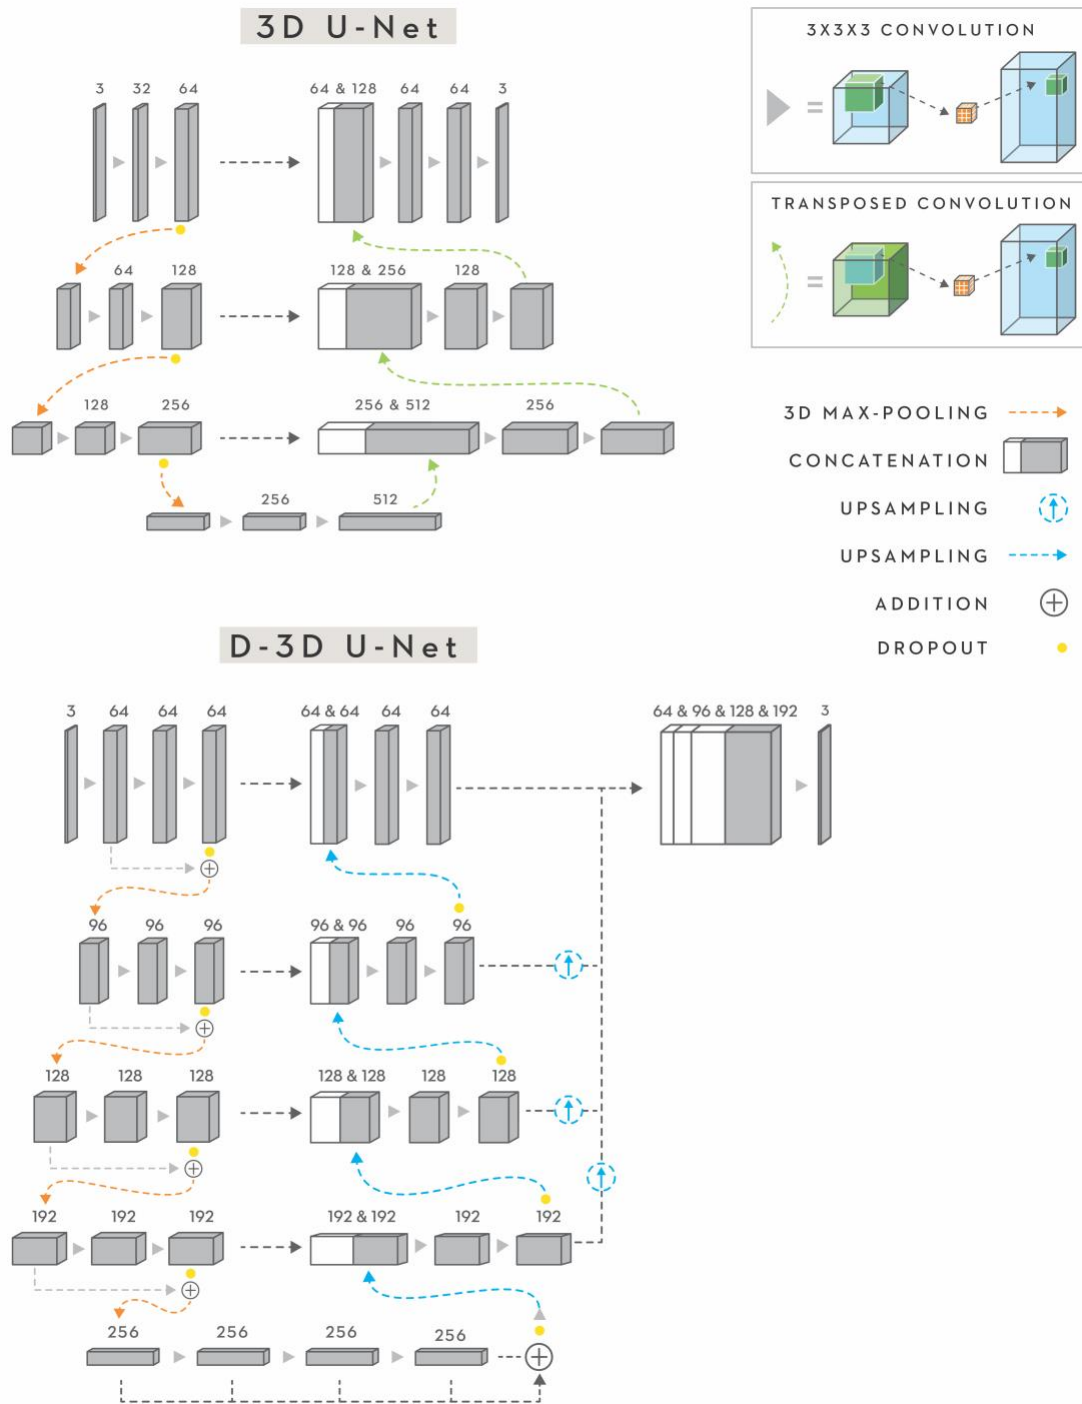 3D U-Net
3 32 64 64 & 128 64 64 3
64 128 128 & 256 128
128 256 256 & 512 256
256 512
3X3X3 CONVOLUTION
=
TRANSPOSED CONVOLUTION
=
3D MAX-POOLING
CONCATENATION
UPSAMPLING
UPSAMPLING
ADDITION
DROPOUT
D-3D U-Net
3 64 64 64 64 & 64 64 64 64 & 96 & 128 & 192 3
96 96 96 96 & 96 96 96
128 128 128 128 & 128 128 128
192 192 192 192 & 192 192 192
256 256 256 256